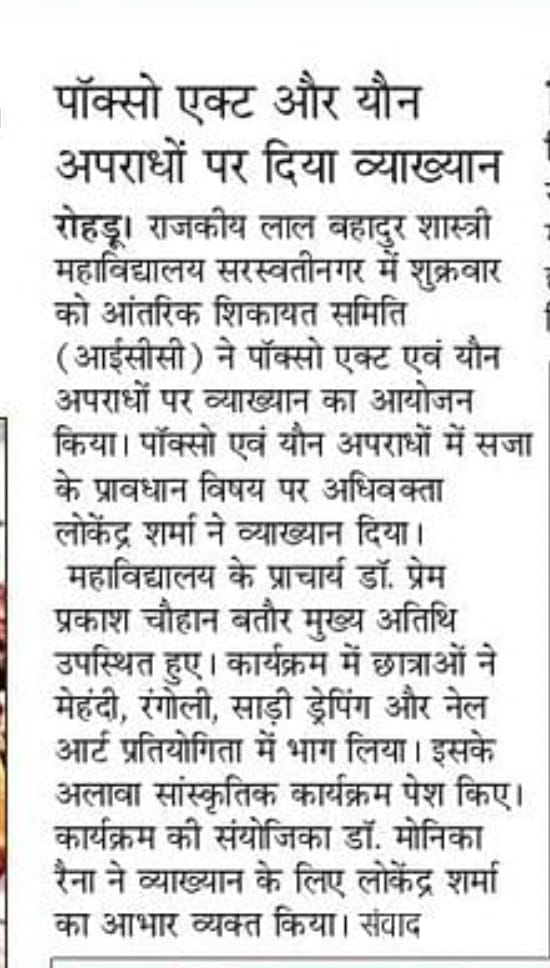 पॉक्सो एक्ट और यौन
अपराधों पर दिया व्याख्यान
रोहड़ू। राजकीय लाल बहादुर शास्त्री
महाविद्यालय सरस्वतीनगर में शुक्रवार
को आंतरिक शिकायत समिति
(आईसीसी) ने पॉक्सो एक्ट एवं यौन
अपराधों पर व्याख्यान का आयोजन
किया। पॉक्सो एवं यौन अपराधों में सजा
के प्रावधान विषय पर अधिवक्ता
लोकेंद्र शर्मा ने व्याख्यान दिया।
महाविद्यालय के प्राचार्य डॉ. प्रेम
प्रकाश चौहान बतौर मुख्य अतिथि
उपस्थित हुए। कार्यक्रम में छात्राओं ने
मेहंदी, रंगोली, साड़ी ड्रेपिंग और नेल
आर्ट प्रतियोगिता में भाग लिया। इसके
अलावा सांस्कृतिक कार्यक्रम पेश किए।
कार्यक्रम की संयोजिका डॉ. मोनिका
रैना ने व्याख्यान के लिए लोकेंद्र शर्मा
का आभार व्यक्त किया। संवाद